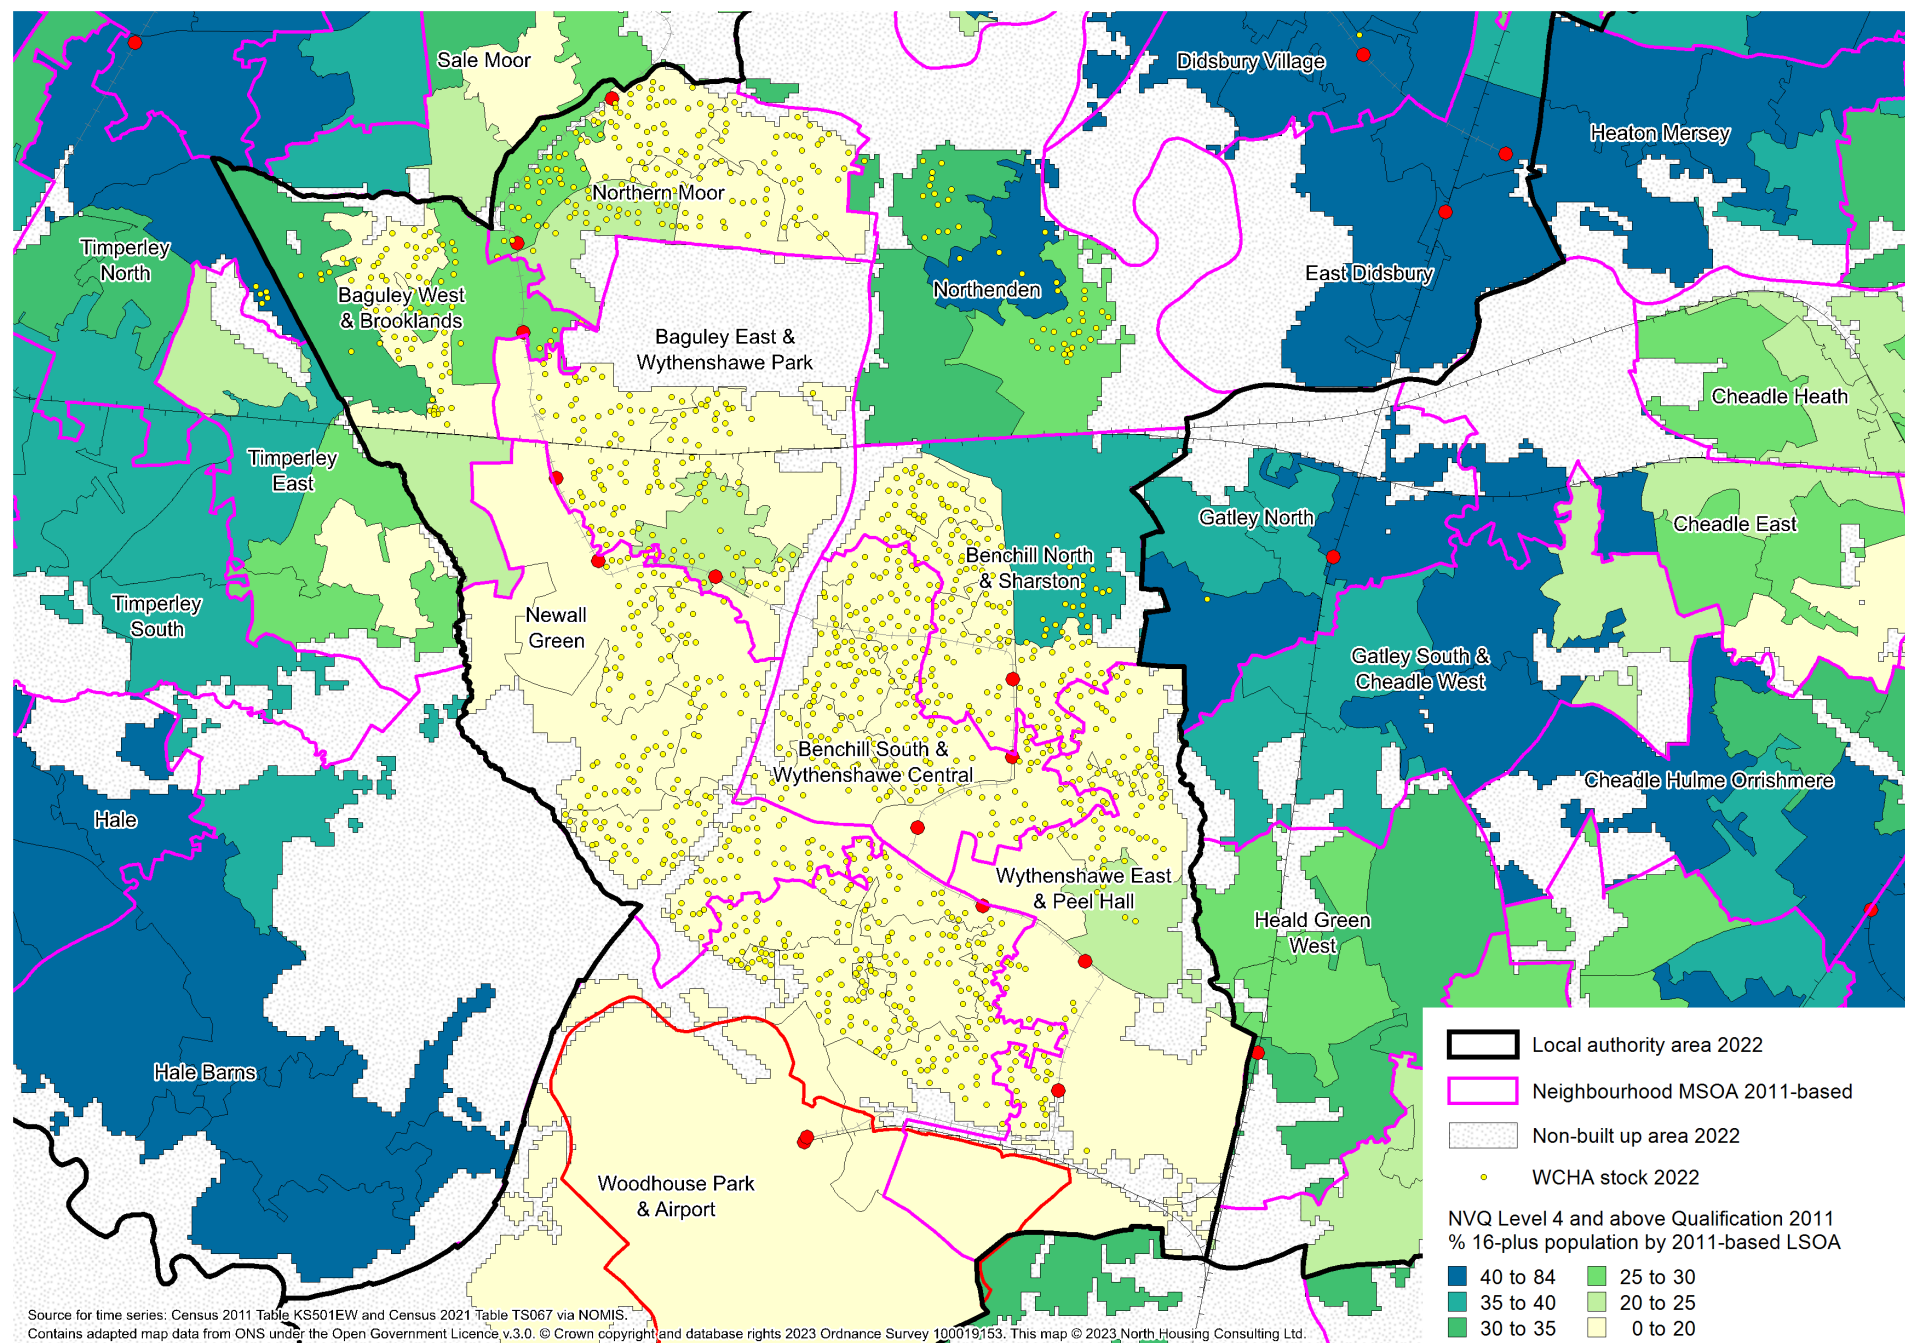 Sale Moor
Didsbury Village
Heaton Mersey
Northern Moor
Timperley
North
Baguley West
& Brooklands
Northenden
East Didsbury
Baguley East &
Wythenshawe Park
Cheadle Heath
Timperley
East
Gatley North
Cheadle East
Benchill North
& Sharston
Timperley
South
Newall
Green
Gatley South &
Cheadle West
Benchill South &
Wythenshawe Central
Cheadle Hulme Orrishmere
Hale
Wythenshawe East
& Peel Hall
Heald Green
West
Hale Barns
Woodhouse Park
& Airport
Local authority area 2022
Neighbourhood MSOA 2011-based
Non-built up area 2022
WCHA stock 2022
NVQ Level 4 and above Qualification 2011
% 16-plus population by 2011-based LSOA
40 to 84 25 to 30
35 to 40 20 to 25
30 to 35 0 to 20
Source for time series: Census 2011 Table KS501EW and Census 2021 Table TS067 via NOMIS.
Contains adapted map data from ONS under the Open Government Licence v.3.0. © Crown copyright and database rights 2023 Ordnance Survey 100019153. This map © 2023 North Housing Consulting Ltd.